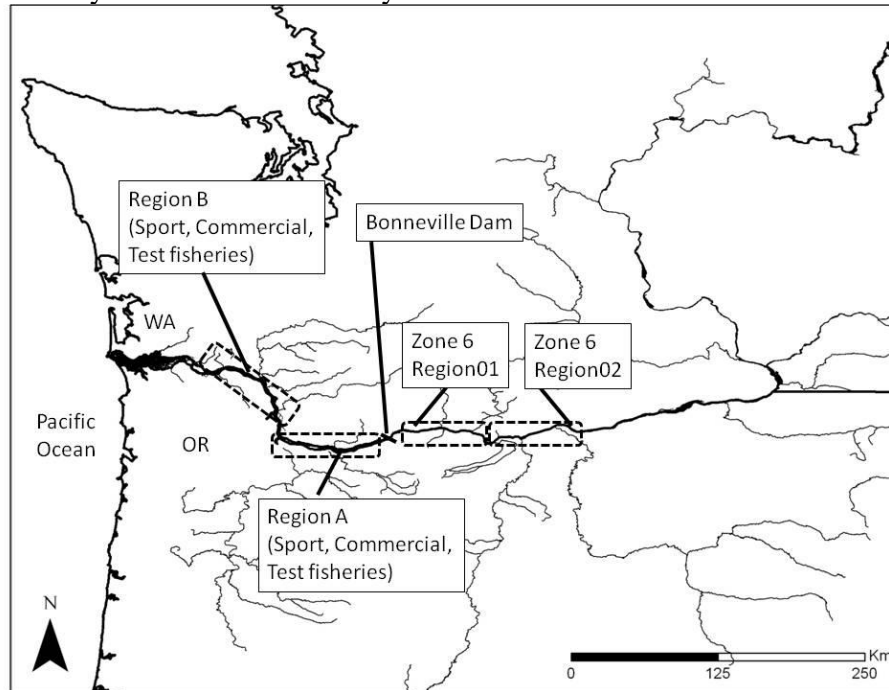 Region B
(Sport, Commercial,
Test fisheries)
Bonneville Dam
WA
Zone 6
Region01
Zone 6
Region02
Pacific
Ocean
OR
Region A
(Sport, Commercial,
Test fisheries)
N
Km
0
125
250